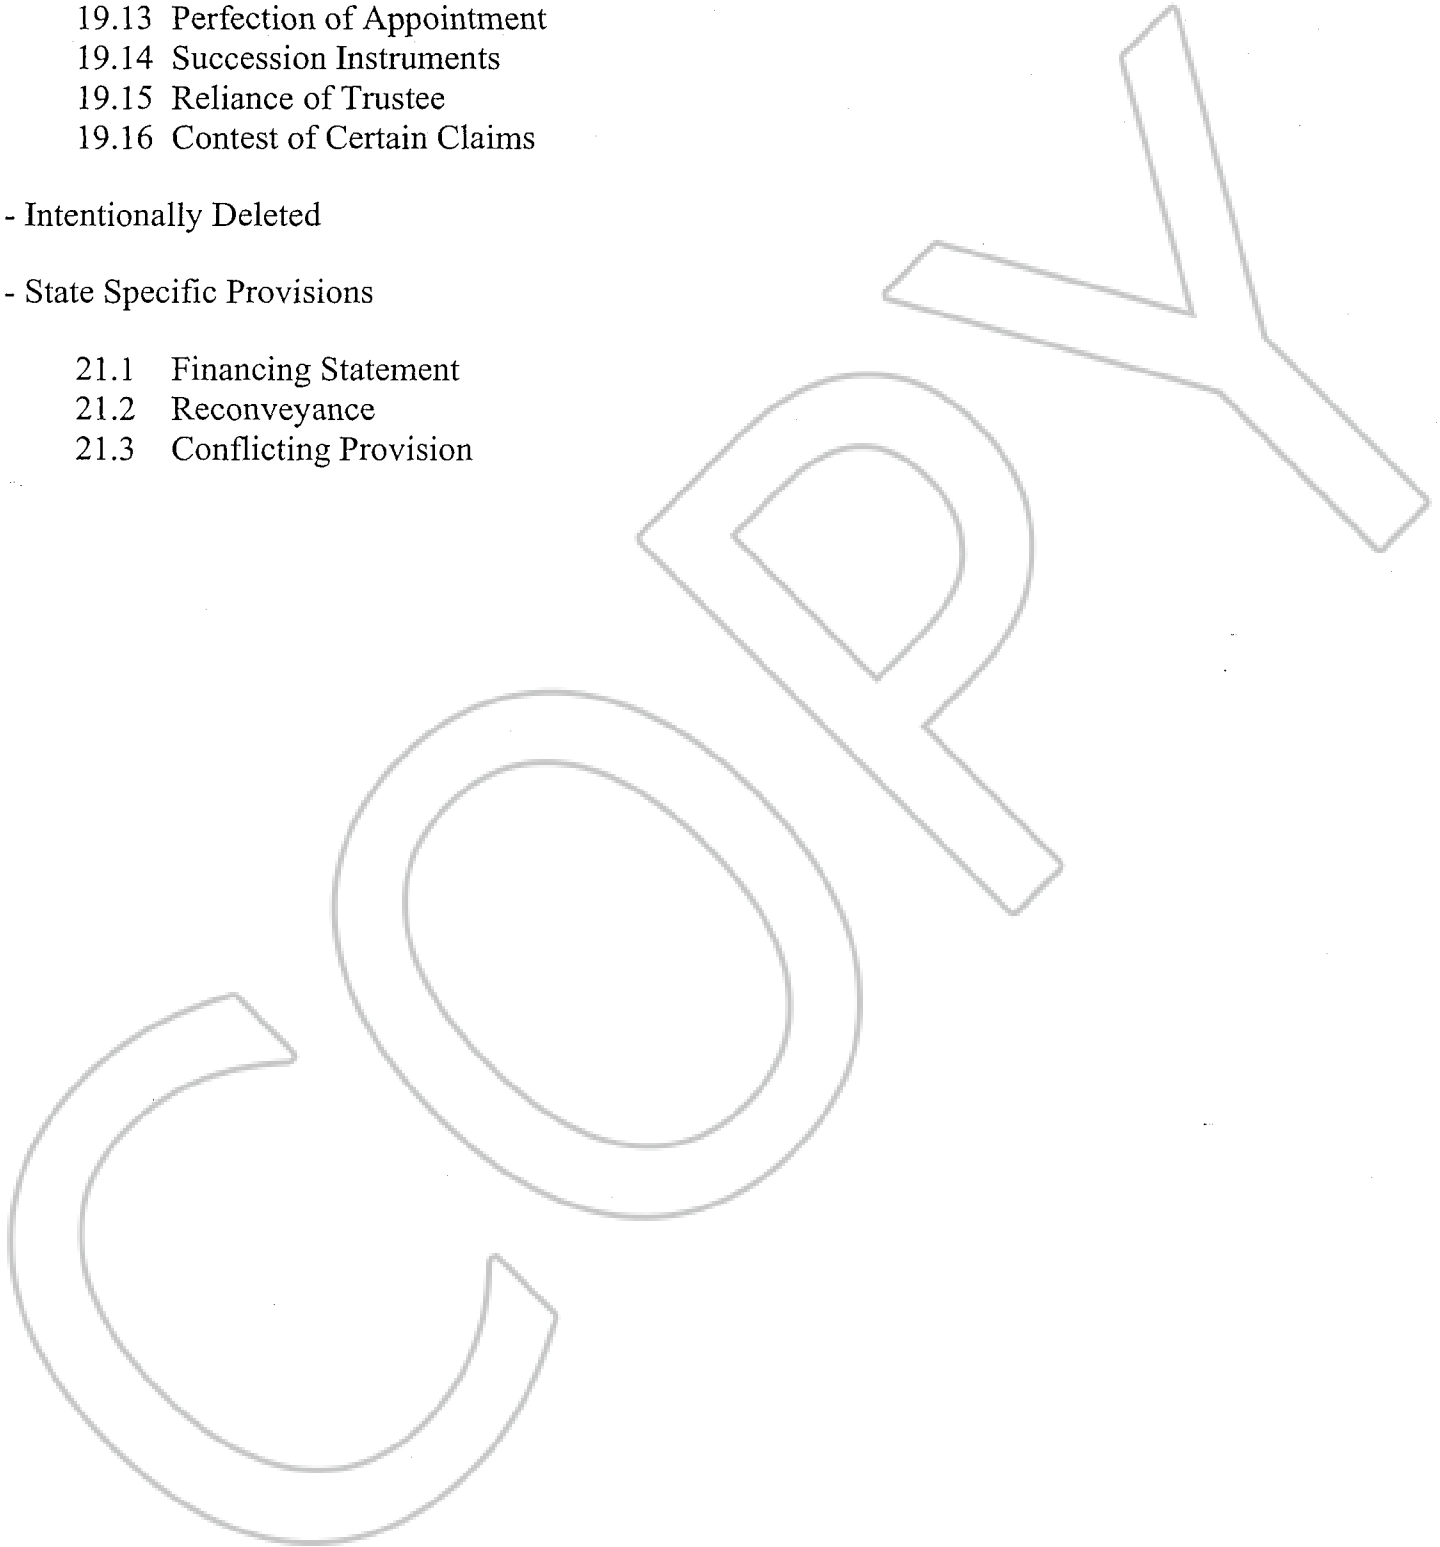 19.13 Perfection of Appointment
19.14 Succession Instruments
19.15 Reliance of Trustee
19.16 Contest of Certain Claims
- Intentionally Deleted
- State Specific Provisions
21.1 Financing Statement
21.2 Reconveyance
21.3 Conflicting Provision
COPY